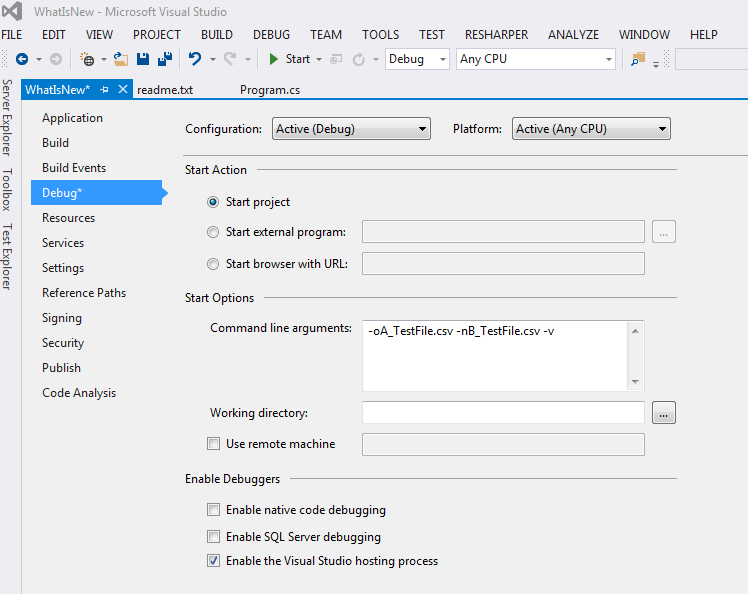 WhatIsNew - Microsoft Visual Studio
FILE EDIT VIEW PROJECT BUILD DEBUG TEAM TOOLS TEST RESHARPER ANALYZE WINDOW HELP
Start Debug Any CPU
WhatIsNew* readme.txt Program.cs
Server Explorer
Toolbox
Test Explorer
Application
Build
Build Events
Debug*
Resources
Services
Settings
Reference Paths
Signing
Security
Publish
Code Analysis
Configuration: Active (Debug) Platform: Active (Any CPU)
Start Action
Start project
Start external program: ...
Start browser with URL:
Start Options
Command line arguments: -oA_TestFile.csv -nB_TestFile.csv -v
Working directory: ...
Use remote machine
Enable Debuggers
Enable native code debugging
Enable SQL Server debugging
Enable the Visual Studio hosting process